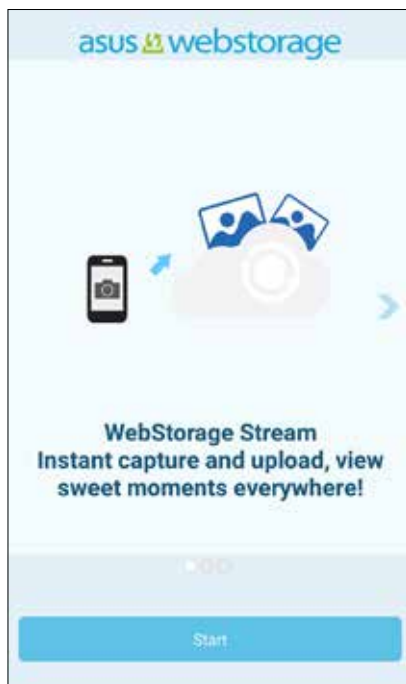 asus webstorage
WebStorage Stream
Instant capture and upload, view
sweet moments everywhere!
Start